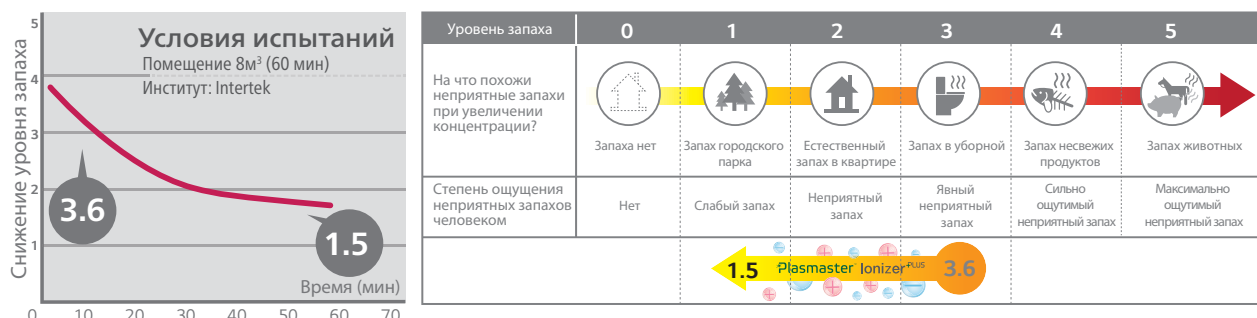 Снижение уровня запаха
5
4
3
2
1
Условия испытаний
Помещение 8м³ (60 мин)
Институт: Intertek
3.6
1.5
Время (мин)
0 10 20 30 40 50 60 70
Уровень запаха 0 1 2 3 4 5
На что похожи
неприятные запахи
при увеличении
концентрации?
Запаха нет
Запах городского
парка
Естественный
запах в квартире
Запах в уборной
Запах несвежих
продуктов
Запах животных
Степень ощущения
неприятных запахов
человеком
Нет
Слабый запах
Неприятный
запах
Явный
неприятный
запах
Сильно
ощутимый
неприятный запах
Максимально
ощутимый
неприятный запах
1.5 Plasmaster Ionizer PLUS 3.6